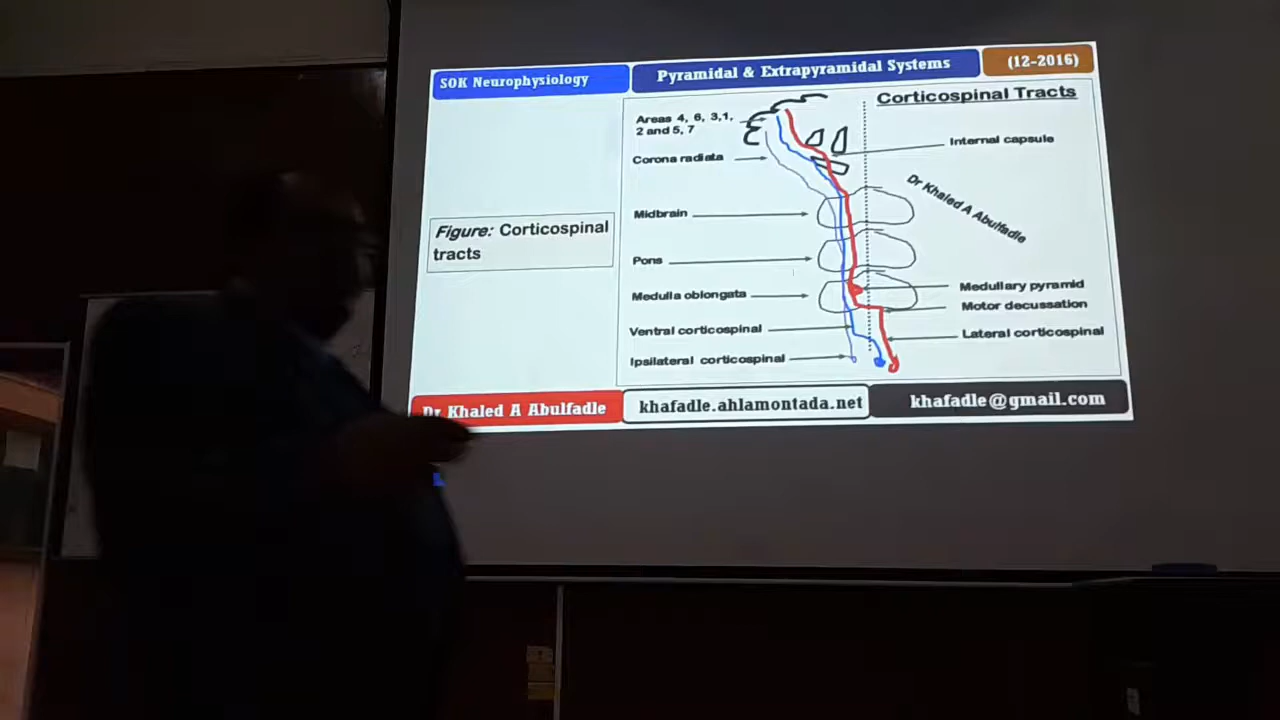 SOK Neurophysiology
Pyramidal & Extrapyramidal Systems
(12-2016)
Corticospinal Tracts
Areas 4, 6, 3,1,
2 and 5, 7
Internal capsule
Corona radiata
Dr Khaled A Abulfadle
Midbrain
Figure: Corticospinal
tracts
Pons
Medulla oblongata
Medullary pyramid
Motor decussation
Ventral corticospinal
Lateral corticospinal
Ipsilateral corticospinal
Dr Khaled A Abulfadle
khafadle.ahlamontada.net
khafadle@gmail.com